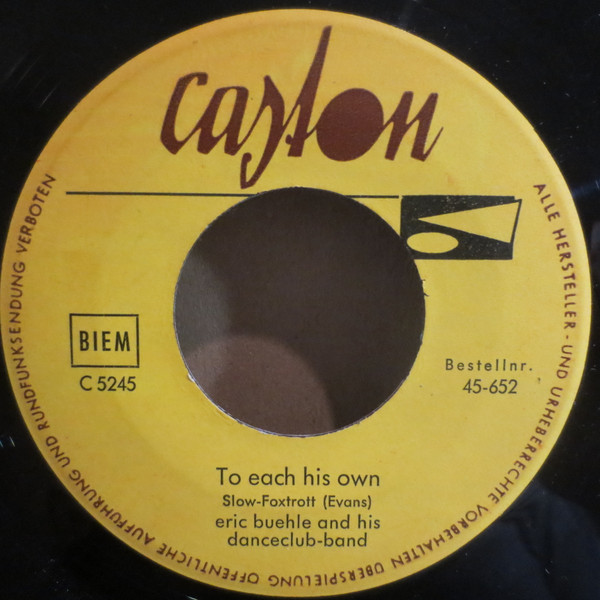 caston
BIEM
C 5245
Bestellnr.
45-652
To each his own
Slow-Foxtrott (Evans)
eric buehle and his
danceclub-band
ALLE HERSTELLER - UND URHEBERRECHTE VORBEHALTEN ÜBERSPIELUNG ÖFFENTLICHE AUFFÜHRUNG UND RUNDFUNKSENDUNG VERBOTEN